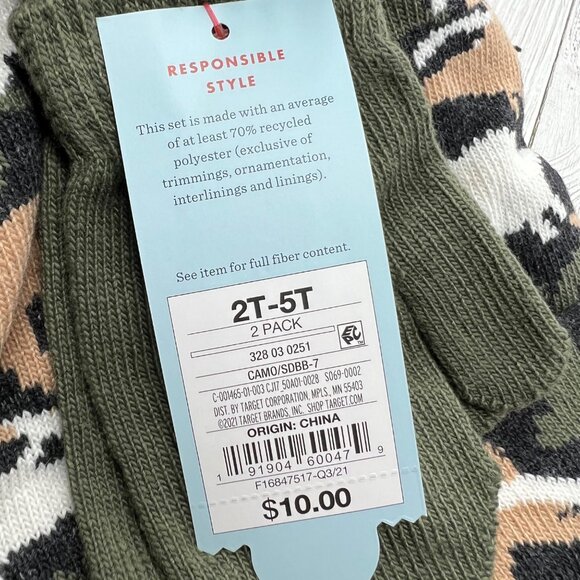 RESPONSIBLE
STYLE
This set is made with an average
of at least 70% recycled
polyester (exclusive of
trimmings, ornamentation,
interlinings and linings).
See item for full fiber content.
2T-5T
2 PACK
328 03 0251
CAMO/SDBB-7
C-001465-01-003 CJ17 50A01-0028 SD69-0002
DIST. BY TARGET CORPORATION, MPLS., MN 55403
©2021 TARGET BRANDS, INC. SHOP TARGET.COM
ORIGIN: CHINA
1 91904 60047 9
F16847517-Q3/21
$10.00